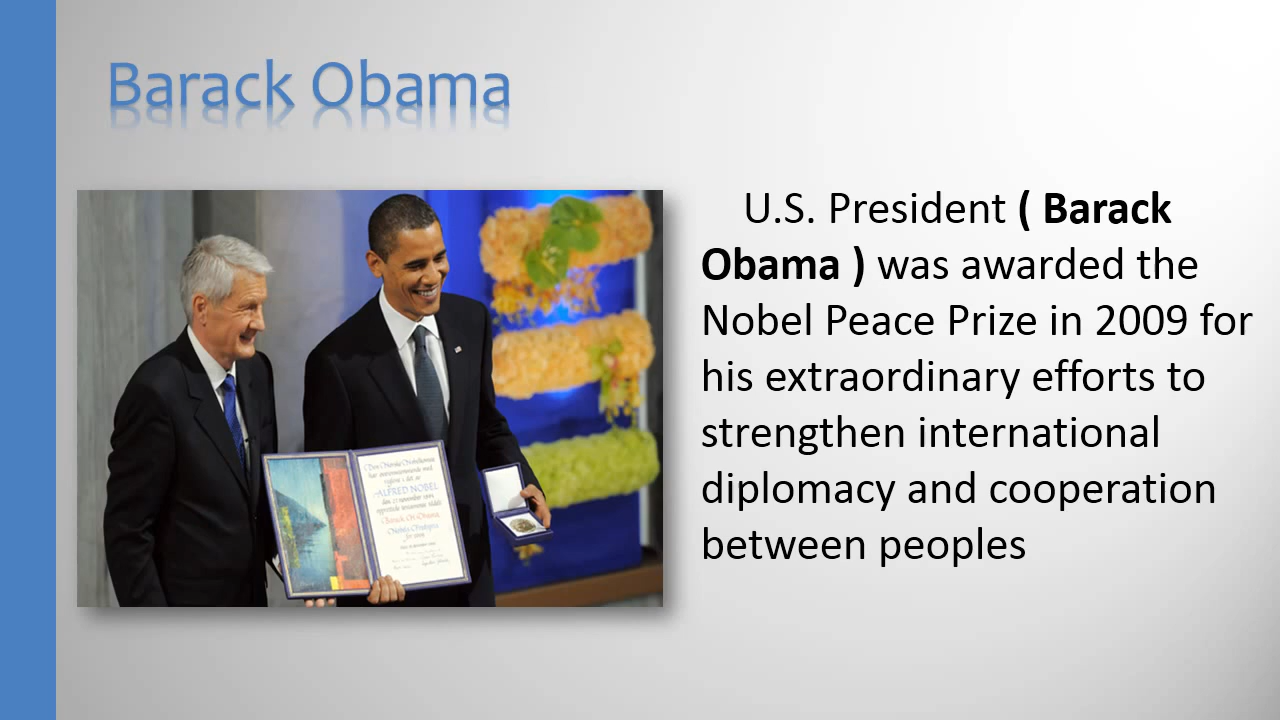 Barack Obama
U.S. President ( Barack
Obama ) was awarded the
Nobel Peace Prize in 2009 for
his extraordinary efforts to
strengthen international
diplomacy and cooperation
between peoples
ALFRED NOBEL